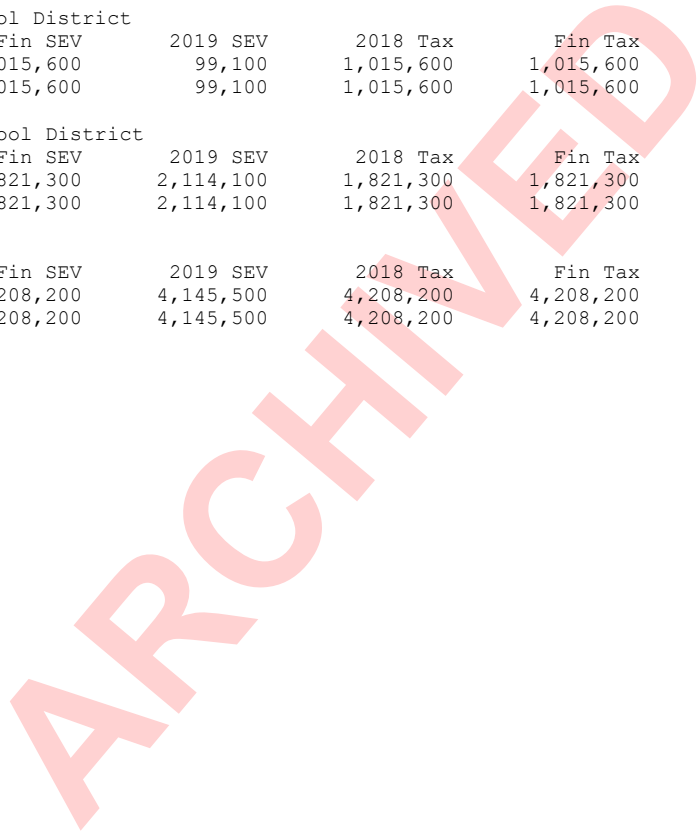 ol District
Fin SEV 2019 SEV 2018 Tax Fin Tax
015,600 99,100 1,015,600 1,015,600
015,600 99,100 1,015,600 1,015,600
ool District
Fin SEV 2019 SEV 2018 Tax Fin Tax
821,300 2,114,100 1,821,300 1,821,300
821,300 2,114,100 1,821,300 1,821,300
Fin SEV 2019 SEV 2018 Tax Fin Tax
208,200 4,145,500 4,208,200 4,208,200
208,200 4,145,500 4,208,200 4,208,200
ARCHIVED